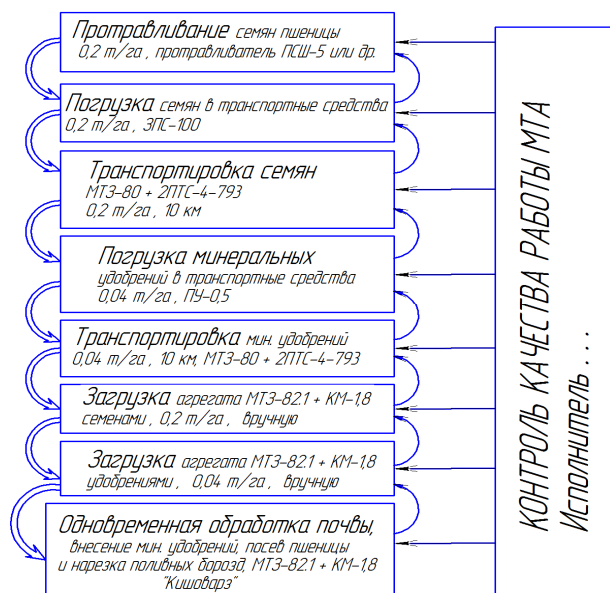 Протравливание семян пшеницы
0,2 т/га , протравливатель ПСШ-5 или др.
Погрузка семян в транспортные средства
0,2 т/га , ЗПС-100
Транспортировка семян
МТЗ-80 + 2ПТС-4-793
0,2 т/га , 10 км
Погрузка минеральных
удобрений в транспортные средства
0,04 т/га , ПУ-0,5
Транспортировка мин. удобрений
0,04 т/га , 10 км, МТЗ-80 + 2ПТС-4-793
Загрузка агрегата МТЗ-82.1 + КМ-1,8
семенами , 0,2 т/га , вручную
Загрузка агрегата МТЗ-82.1 + КМ-1,8
удобрениями , 0,04 т/га , вручную
Одновременная обработка почвы,
внесение мин. удобрений, посев пшеницы
и нарезка поливных борозд, МТЗ-82.1 + КМ-1,8
"Кишоварз"
КОНТРОЛЬ КАЧЕСТВА РАБОТЫ МТА
Исполнитель . . .